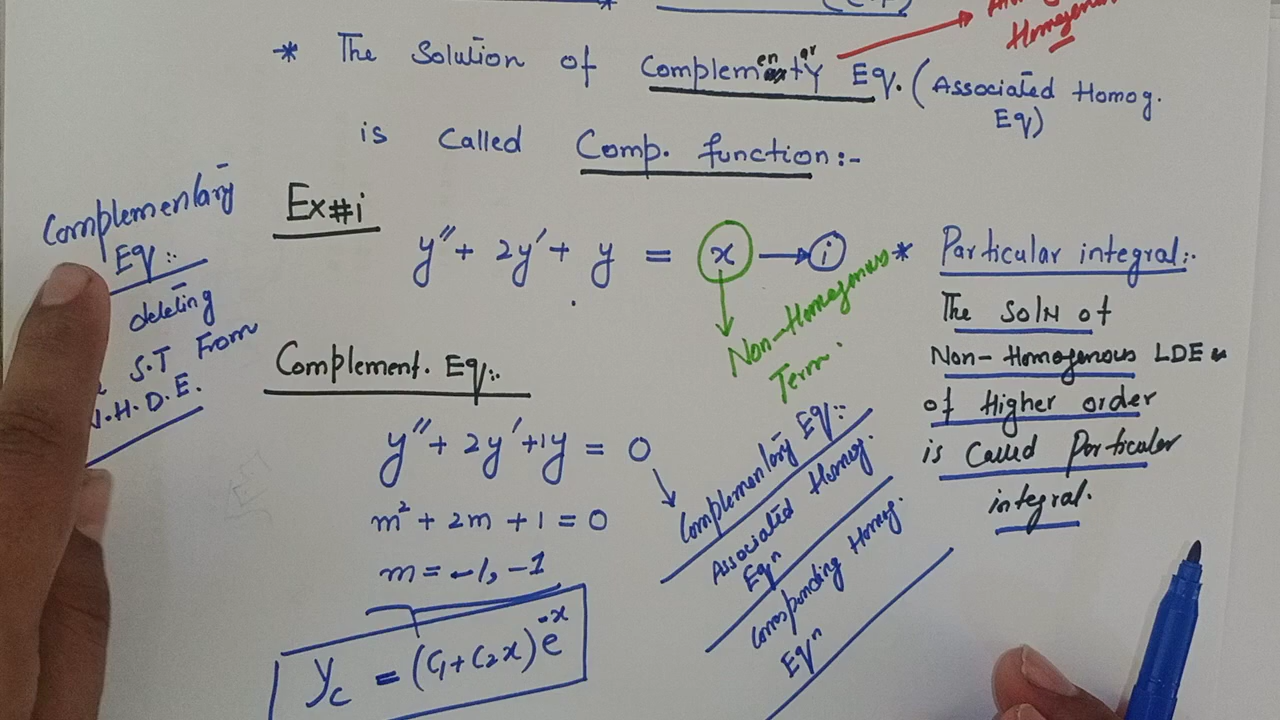 * The Solution of Complementary Eq. (Associated Homog. Eq)
Homogenous
is called Comp. function:-
Complementary
Eq:-
deleting
S.T From
.H.D.E.
Ex#i
y″ + 2y′ + y = x → i
Non-Homogenous
Term.
Complement. Eq:-
y″ + 2y′ + 1y = 0
m² + 2m + 1 = 0
m = -1, -1
y_c = (c₁ + c₂x) e^-x
Complementary Eq:-
Associated Homog.
Eqn
Corresponding Homog.
Eqn
* Particular integral:-
The Soln of
Non-Homogenous LDE
of Higher order
is Called Particular
integral.